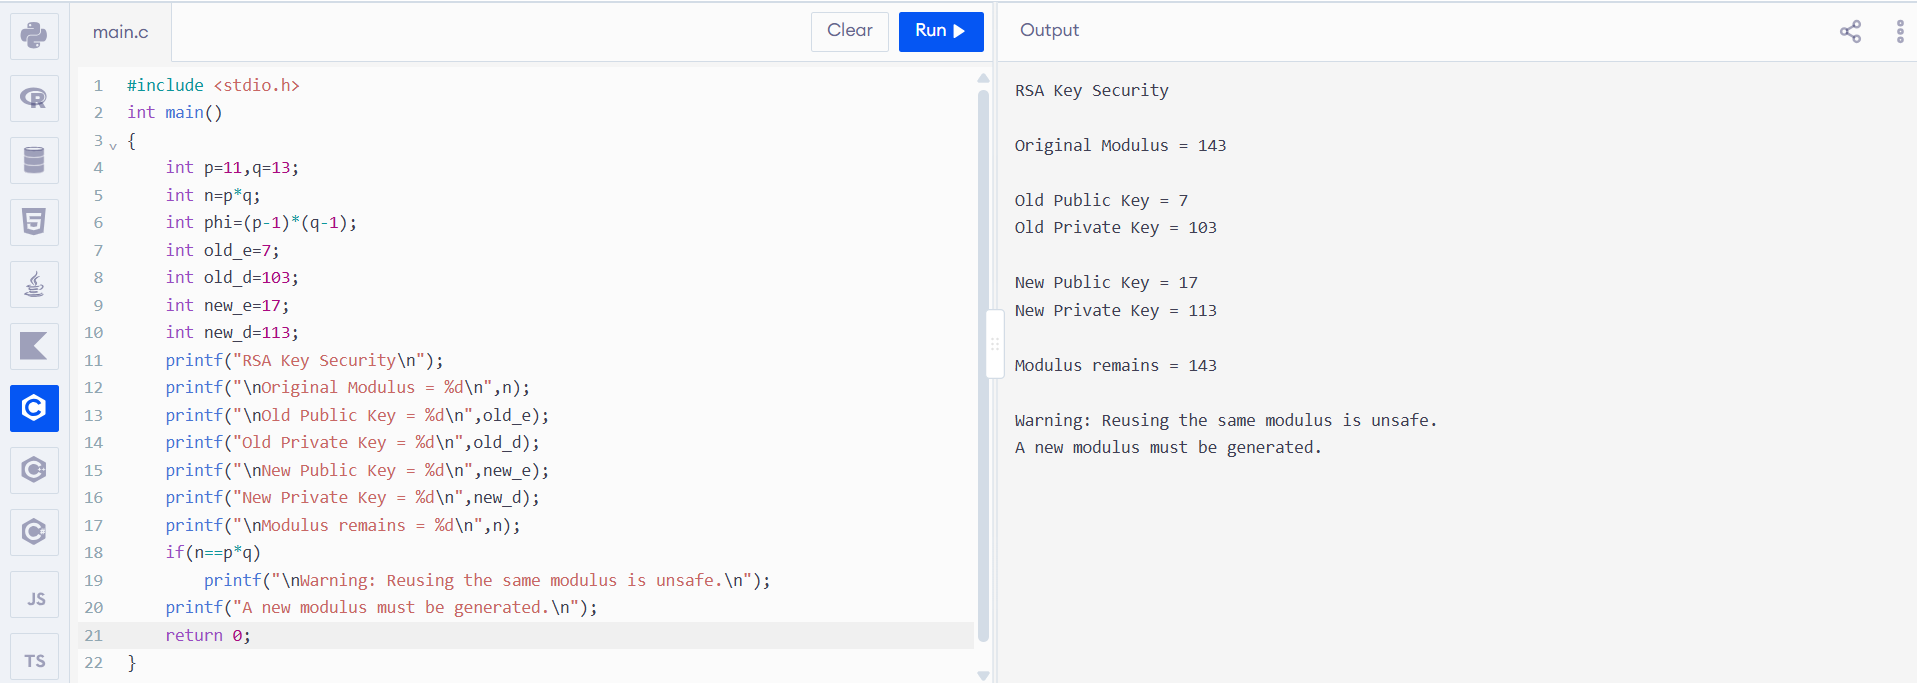 main.c
Clear
Run
Output
1 #include <stdio.h>
2 int main()
3 {
4     int p=11,q=13;
5     int n=p*q;
6     int phi=(p-1)*(q-1);
7     int old_e=7;
8     int old_d=103;
9     int new_e=17;
10     int new_d=113;
11     printf("RSA Key Security\n");
12     printf("\nOriginal Modulus = %d\n",n);
13     printf("\nOld Public Key = %d\n",old_e);
14     printf("Old Private Key = %d\n",old_d);
15     printf("\nNew Public Key = %d\n",new_e);
16     printf("New Private Key = %d\n",new_d);
17     printf("\nModulus remains = %d\n",n);
18     if(n==p*q)
19         printf("\nWarning: Reusing the same modulus is unsafe.\n");
20     printf("A new modulus must be generated.\n");
21     return 0;
22 }
RSA Key Security
Original Modulus = 143
Old Public Key = 7
Old Private Key = 103
New Public Key = 17
New Private Key = 113
Modulus remains = 143
Warning: Reusing the same modulus is unsafe.
A new modulus must be generated.
R
5
C
C
C
JS
TS